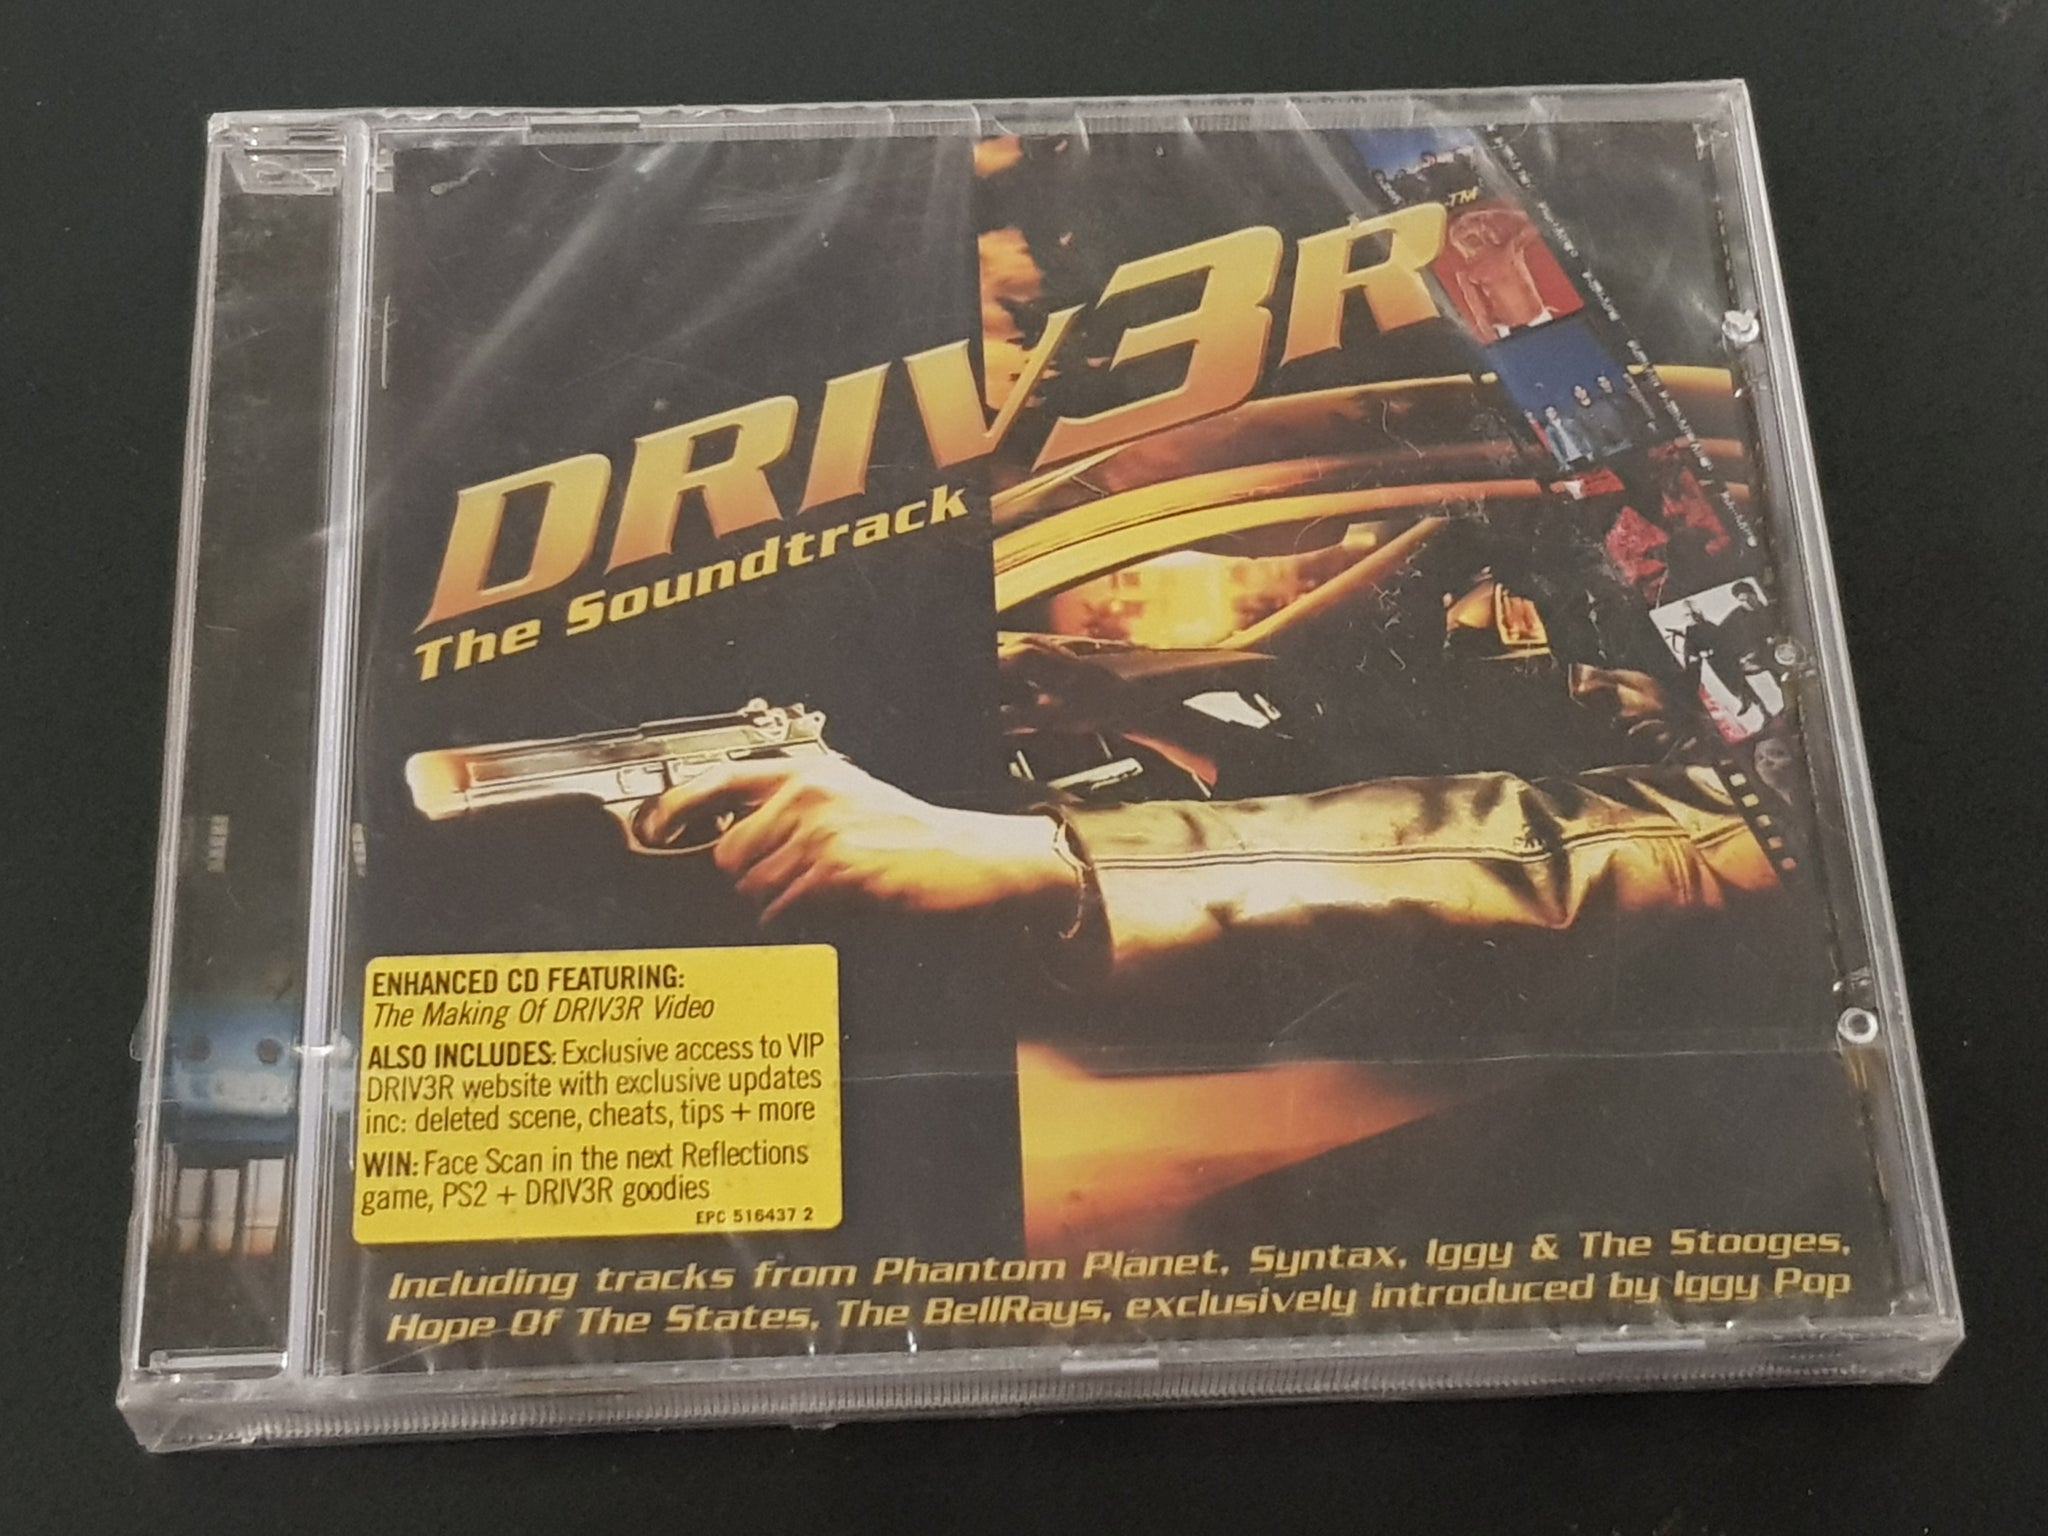 DRIV3R™
The Soundtrack
ENHANCED CD FEATURING:
The Making Of DRIV3R Video
ALSO INCLUDES: Exclusive access to VIP
DRIV3R website with exclusive updates
inc: deleted scene, cheats, tips + more
WIN: Face Scan in the next Reflections
game, PS2 + DRIV3R goodies
EPC 516437 2
Including tracks from Phantom Planet, Syntax, Iggy & The Stooges,
Hope Of The States, The BellRays, exclusively introduced by Iggy Pop